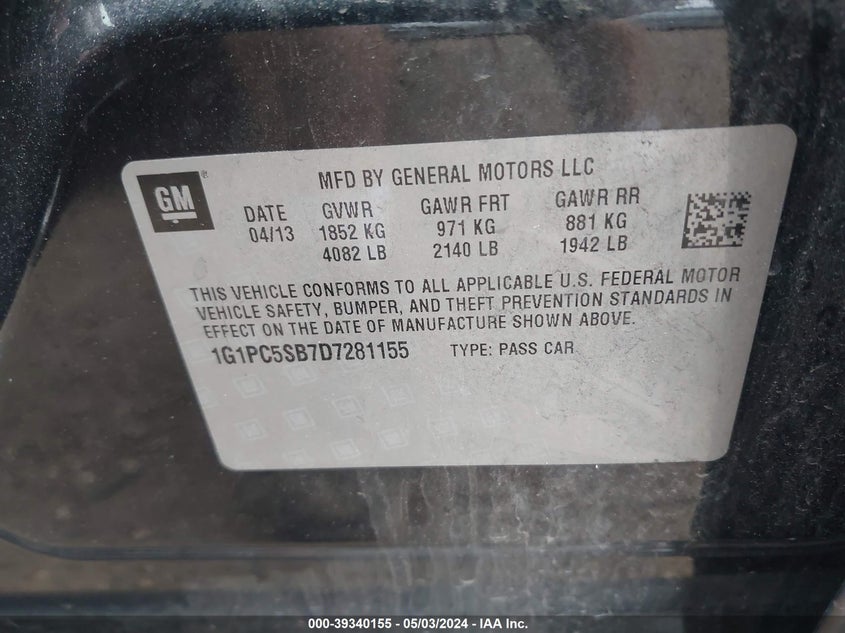 GM ®
MFD BY GENERAL MOTORS LLC
DATE GVWR GAWR FRT GAWR RR
04/13 1852 KG 971 KG 881 KG
4082 LB 2140 LB 1942 LB
THIS VEHICLE CONFORMS TO ALL APPLICABLE U.S. FEDERAL MOTOR
VEHICLE SAFETY, BUMPER, AND THEFT PREVENTION STANDARDS IN
EFFECT ON THE DATE OF MANUFACTURE SHOWN ABOVE.
1G1PC5SB7D7281155 TYPE: PASS CAR
000-39340155 - 05/03/2024 - IAA Inc.